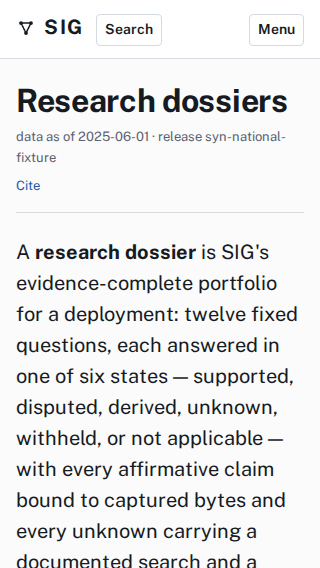 SIG
Search
Menu
Research dossiers
data as of 2025-06-01 · release syn-national-
fixture
Cite
A research dossier is SIG's
evidence-complete portfolio
for a deployment: twelve fixed
questions, each answered in
one of six states — supported,
disputed, derived, unknown,
withheld, or not applicable —
with every affirmative claim
bound to captured bytes and
every unknown carrying a
documented search and a